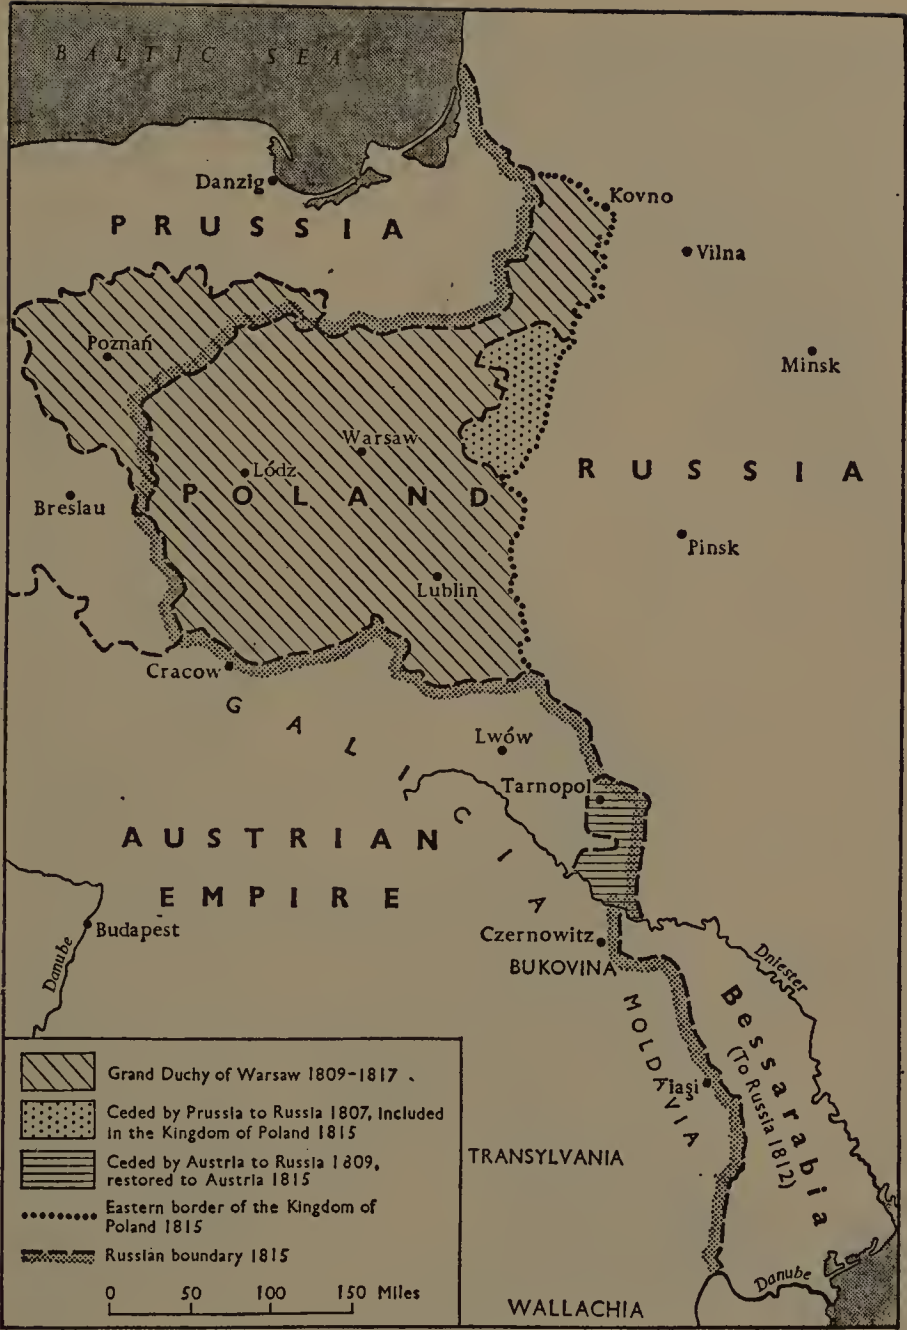 BALTIC SEA
Danzig
PRUSSIA
Kovno
Vilna
Poznań
Minsk
Warsaw
Łódź
RUSSIA
POLAND
Breslau
Pinsk
Lublin
Cracow
GALICIA
Lwów
Tarnopol
AUSTRIAN
EMPIRE
Budapest
Danube
Czernowitz
BUKOVINA
Dniester
MOLDAVIA
Bessarabia
(To Russia 1812)
Iaşi
TRANSYLVANIA
Danube
WALLACHIA
Grand Duchy of Warsaw 1809-1817
Ceded by Prussia to Russia 1807, included
in the Kingdom of Poland 1815
Ceded by Austria to Russia 1809,
restored to Austria 1815
Eastern border of the Kingdom of
Poland 1815
Russian boundary 1815
0 50 100 150 Miles